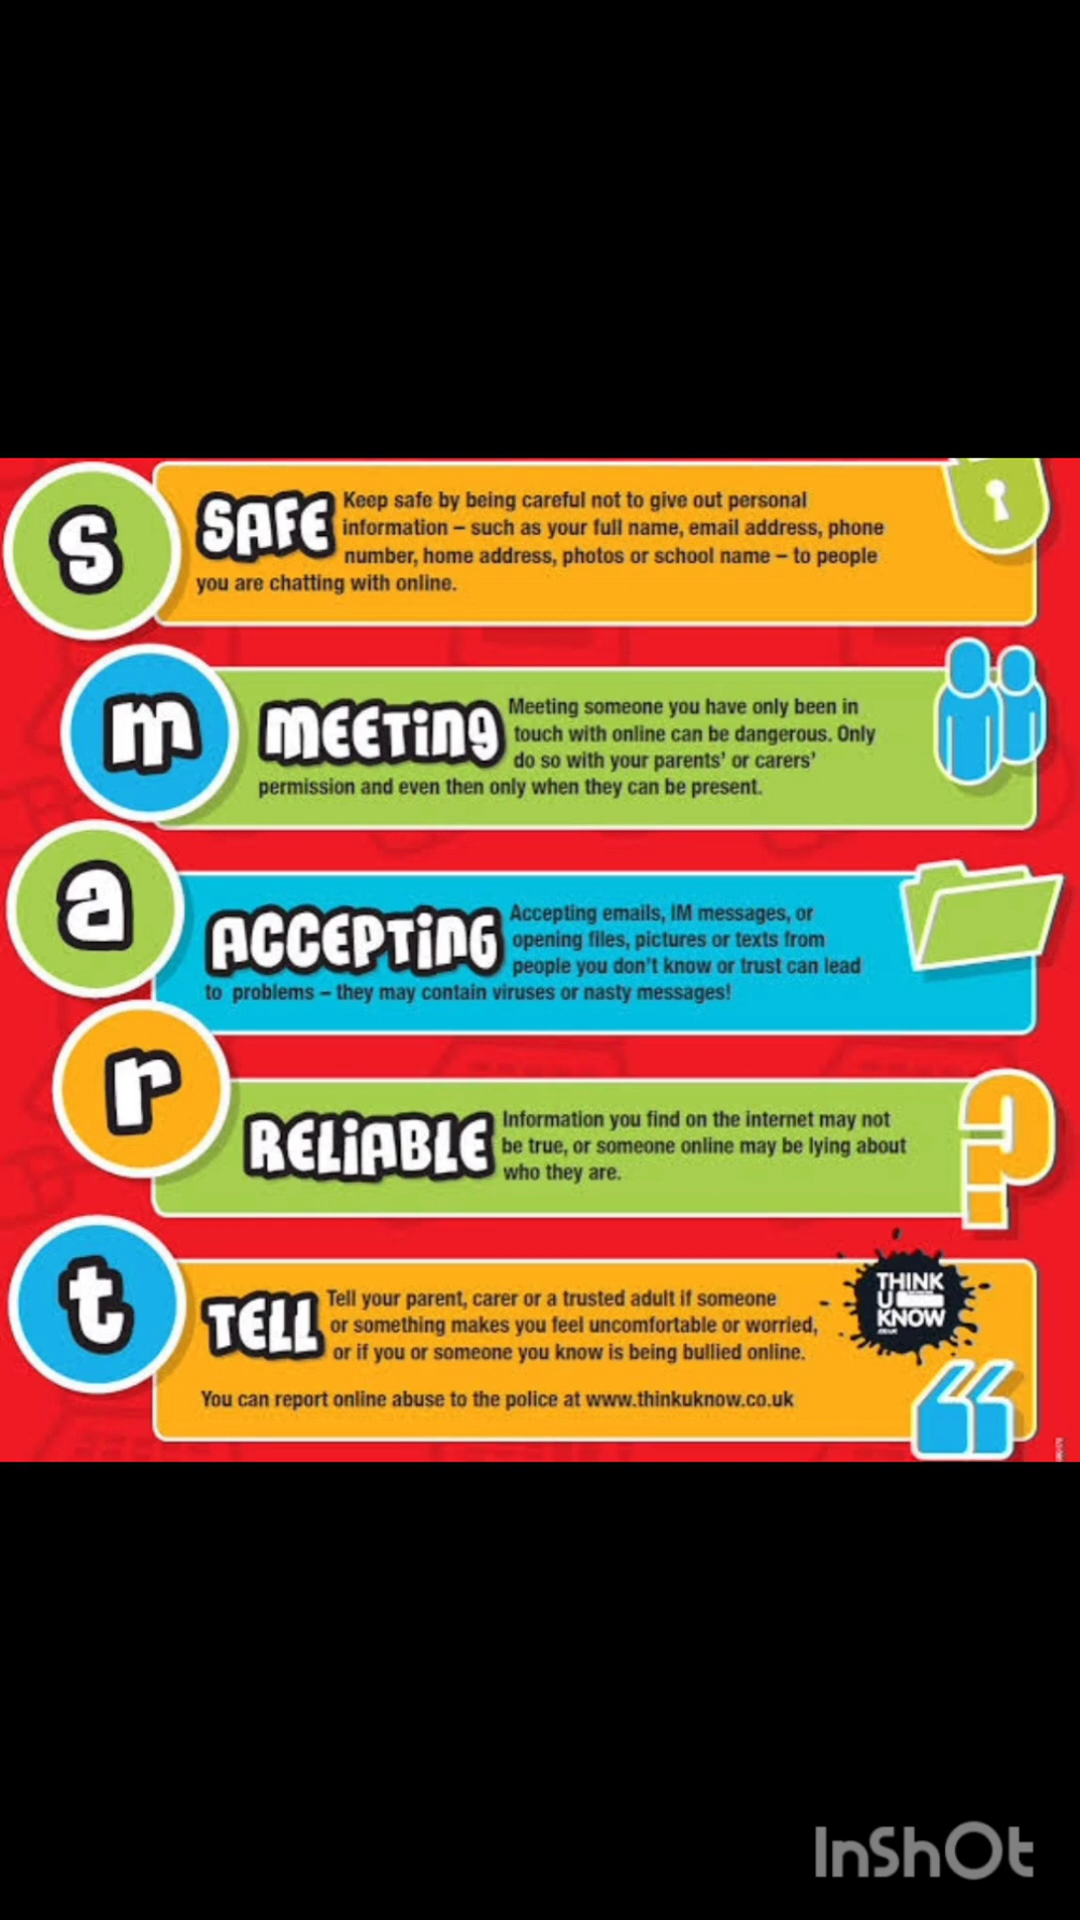 s
SAFE
Keep safe by being careful not to give out personal
information – such as your full name, email address, phone
number, home address, photos or school name – to people
you are chatting with online.
m
MEETING
Meeting someone you have only been in
touch with online can be dangerous. Only
do so with your parents' or carers'
permission and even then only when they can be present.
a
ACCEPTING
Accepting emails, IM messages, or
opening files, pictures or texts from
people you don't know or trust can lead
to problems – they may contain viruses or nasty messages!
r
RELIABLE
Information you find on the internet may not
be true, or someone online may be lying about
who they are.
t
TELL
Tell your parent, carer or a trusted adult if someone
or something makes you feel uncomfortable or worried,
or if you or someone you know is being bullied online.
You can report online abuse to the police at www.thinkuknow.co.uk
THINK
U
KNOW
.co.uk
InShOt